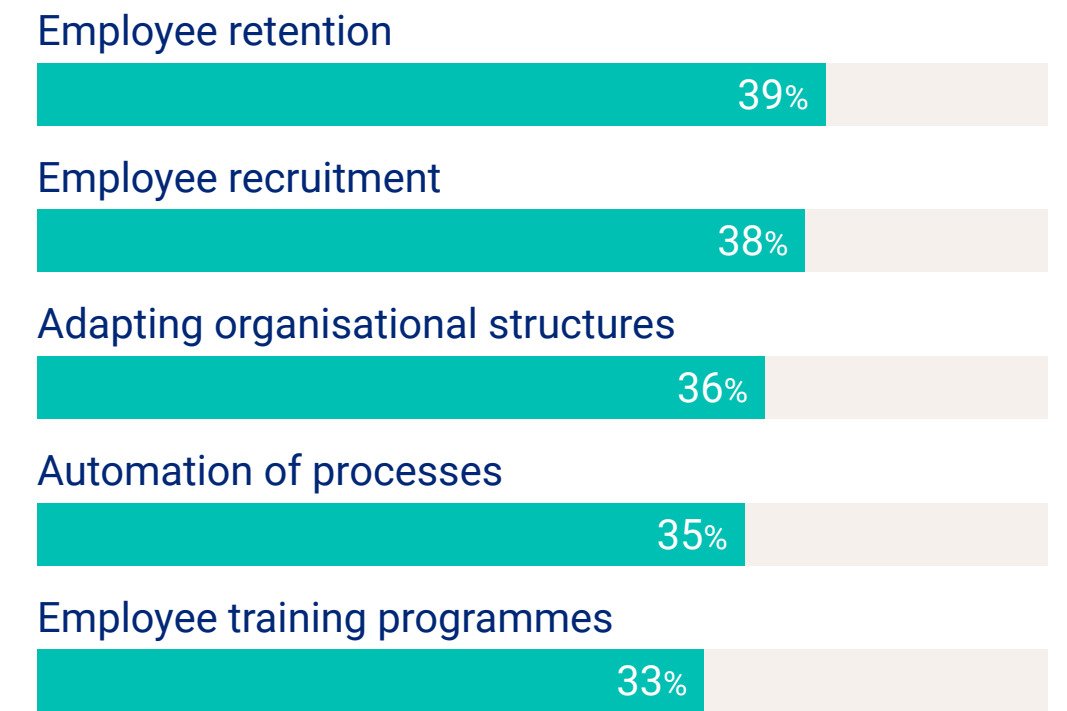 Employee retention
39%
Employee recruitment
38%
Adapting organisational structures
36%
Automation of processes
35%
Employee training programmes
33%